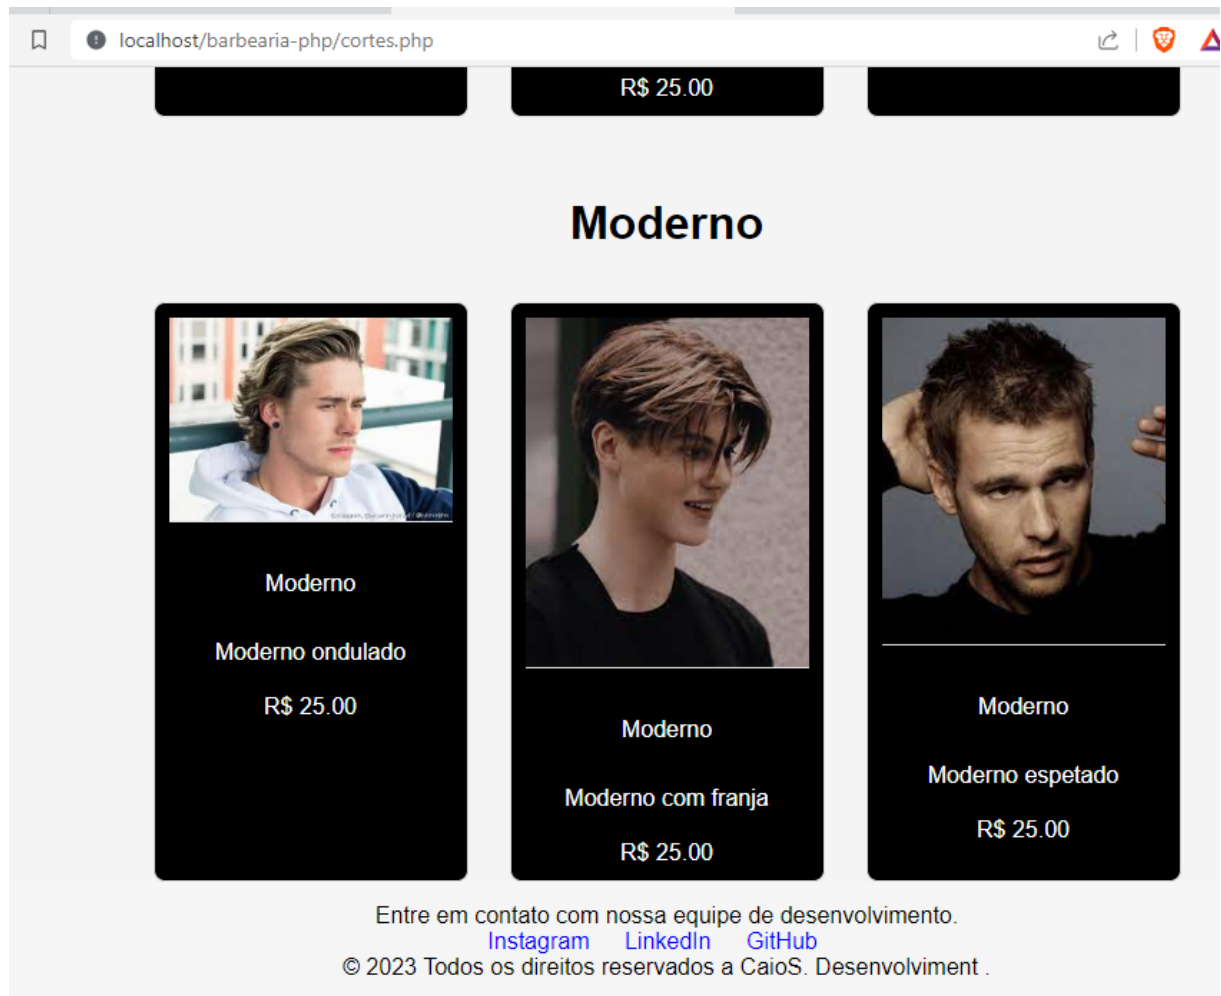 localhost/barbearia-php/cortes.php
R$ 25.00
Moderno
Moderno
Moderno ondulado
R$ 25.00
Moderno
Moderno com franja
R$ 25.00
Moderno
Moderno espetado
R$ 25.00
Entre em contato com nossa equipe de desenvolvimento.
Instagram LinkedIn GitHub
© 2023 Todos os direitos reservados a CaioS. Desenvolviment .